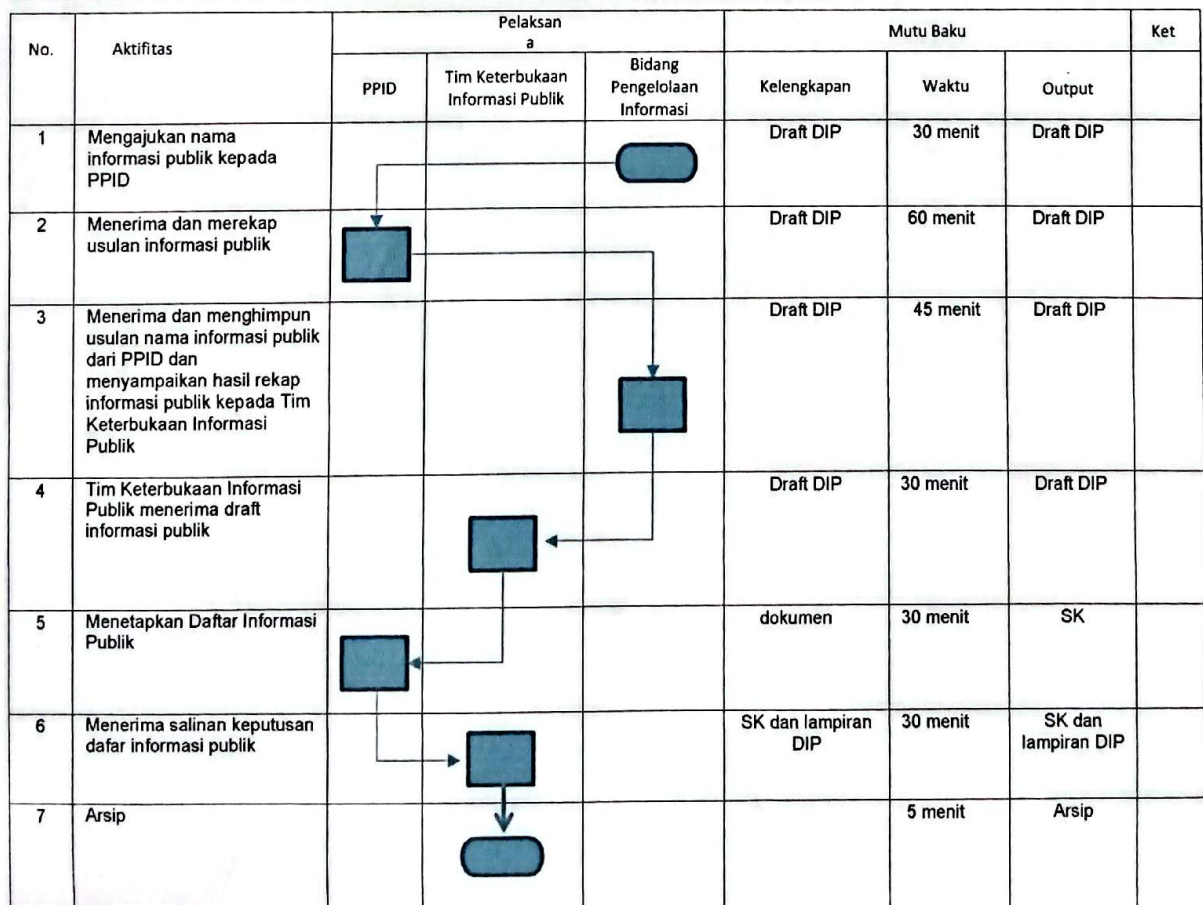 No.
Aktifitas
Pelaksan
a
Mutu Baku
Ket
PPID
Tim Keterbukaan
Informasi Publik
Bidang
Pengelolaan
Informasi
Kelengkapan
Waktu
Output
1
Mengajukan nama
informasi publik kepada
PPID
Draft DIP
30 menit
Draft DIP
2
Menerima dan merekap
usulan informasi publik
Draft DIP
60 menit
Draft DIP
3
Menerima dan menghimpun
usulan nama informasi publik
dari PPID dan
menyampaikan hasil rekap
informasi publik kepada Tim
Keterbukaan Informasi
Publik
Draft DIP
45 menit
Draft DIP
4
Tim Keterbukaan Informasi
Publik menerima draft
informasi publik
Draft DIP
30 menit
Draft DIP
5
Menetapkan Daftar Informasi
Publik
dokumen
30 menit
SK
6
Menerima salinan keputusan
dafar informasi publik
SK dan lampiran
DIP
30 menit
SK dan
lampiran DIP
7
Arsip
5 menit
Arsip